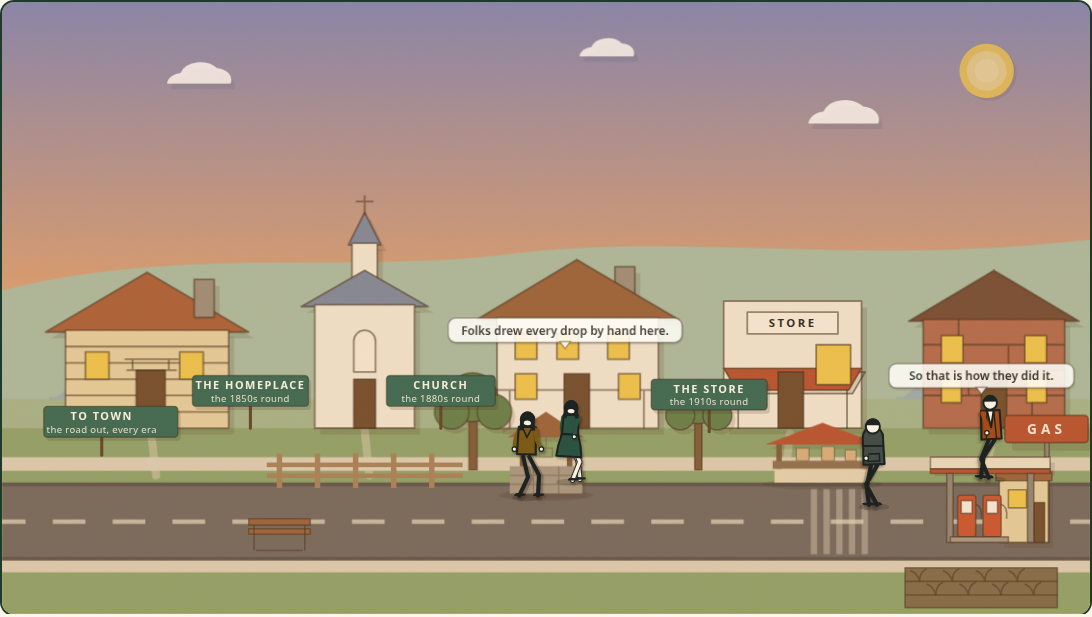 STORE
Folks drew every drop by hand here.
So that is how they did it.
THE HOMEPLACE
the 1850s round
CHURCH
the 1880s round
THE STORE
the 1910s round
TO TOWN
the road out, every era
GAS